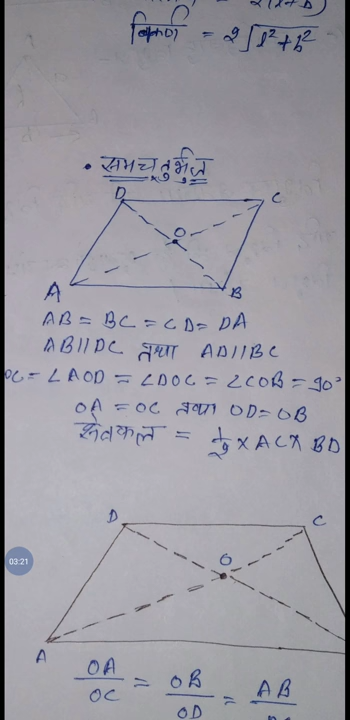 विकर्ण = 2√l²+b²
• समचतुर्भुज
D
C
O
A
B
AB = BC = CD = DA
AB||DC तथा AD||BC
OC = ∠AOD = ∠DOC = ∠COB = 90°
OA = OC तथा OD = OB
क्षेत्रफल = 1/2 × AC × BD
D
C
O
03:21
A
OA/OC = OB/OD = AB/